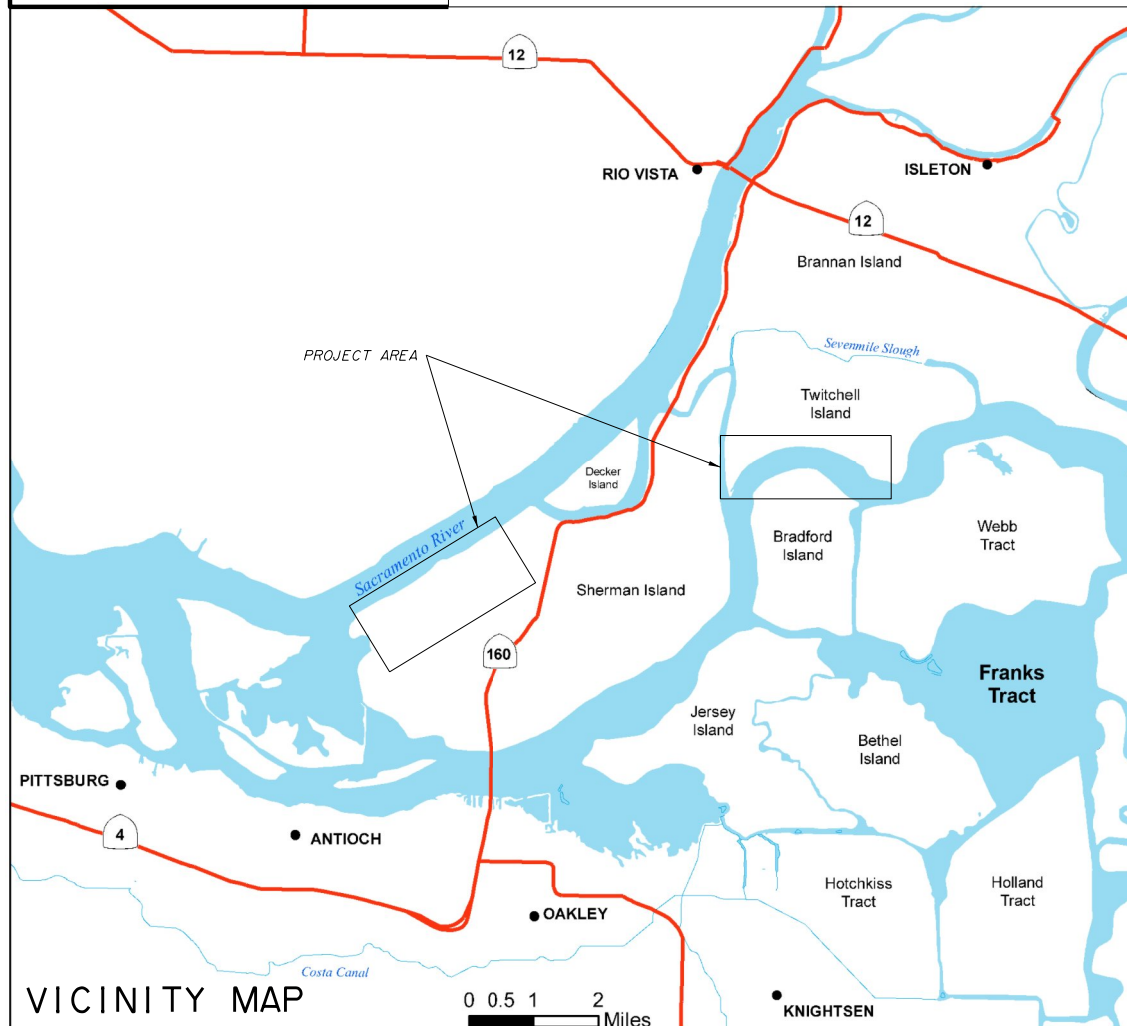 12
RIO VISTA
ISLETON
12
Brannan Island
PROJECT AREA
Sevenmile Slough
Twitchell
Island
Decker
Island
Sacramento River
Bradford
Island
Webb
Tract
Sherman Island
160
Franks
Tract
Jersey
Island
Bethel
Island
PITTSBURG
4
ANTIOCH
Hotchkiss
Tract
Holland
Tract
OAKLEY
Costa Canal
VICINITY MAP
0 0.5 1 2
Miles
KNIGHTSEN